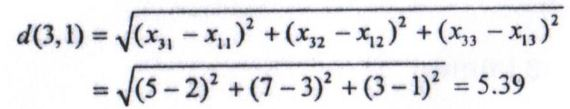 d(3,1) = √((x₃₁ − x₁₁)² + (x₃₂ − x₁₂)² + (x₃₃ − x₁₃)²)
= √((5 − 2)² + (7 − 3)² + (3 − 1)²) = 5.39